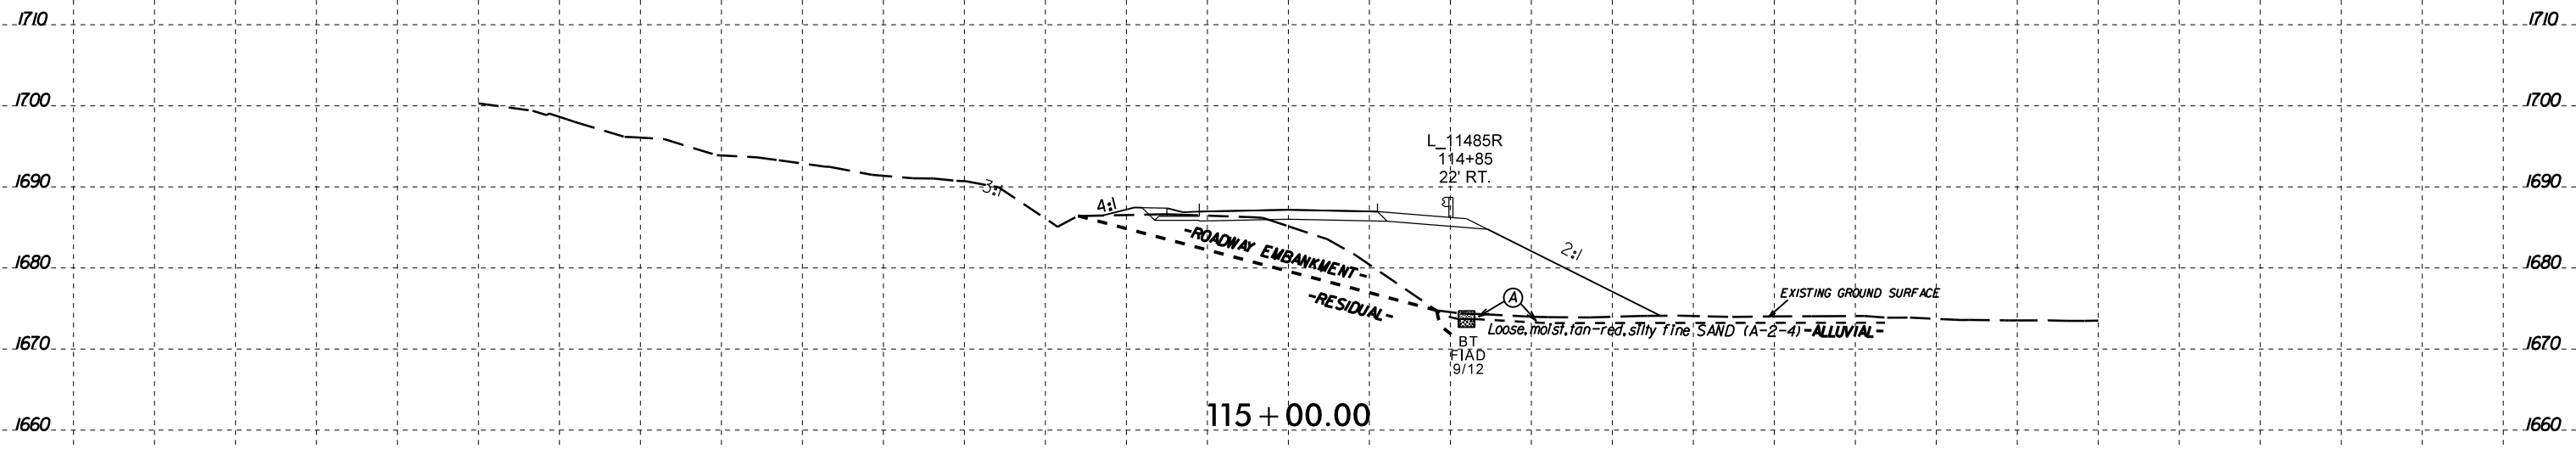 1710 1710
1700 1700
L_11485R
114+85
22' RT.
1690 1690
3:1
4:1
-ROADWAY EMBANKMENT-
2:1
1680 1680
-RESIDUAL-
A
EXISTING GROUND SURFACE
Loose, moist, tan-red, silty fine SAND (A-2-4) -ALLUVIAL-
1670 1670
BT
FIAD
9/12
115+00.00
1660 1660